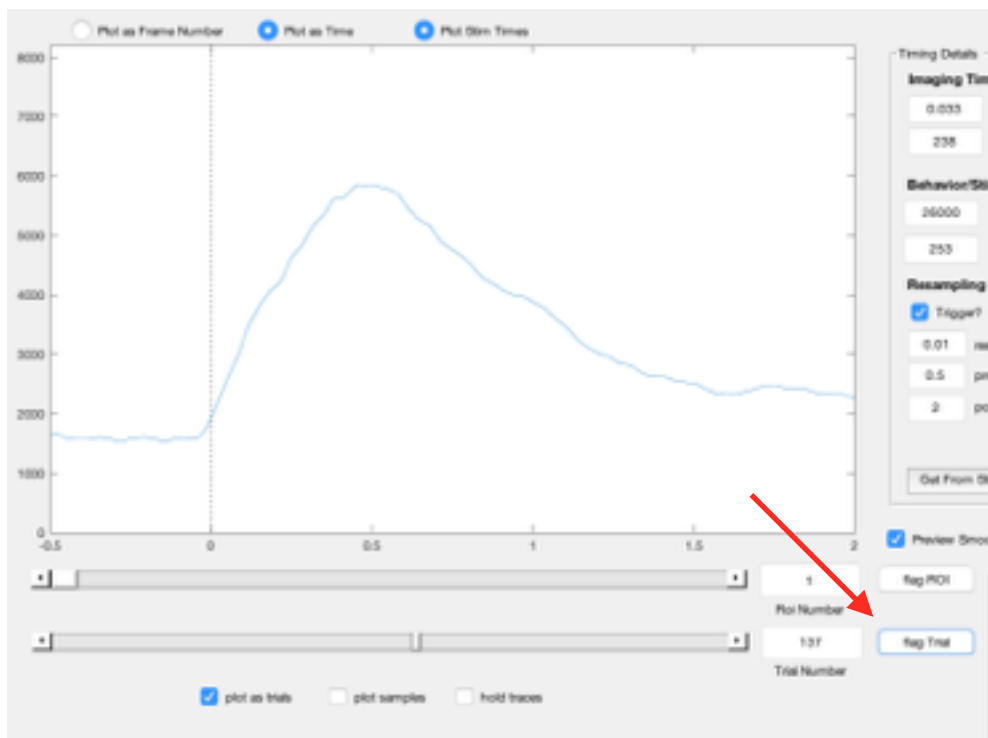 Plot as Frame Number Plot as Time Plot Stim Times
8000
7000
6000
5000
4000
3000
2000
1000
0
-0.5 0 0.5 1 1.5 2
Timing Details
Imaging Tim
0.033
238
Behavior/Sti
26000
253
Resampling
Trigger?
0.01
0.5
2
Get From St
Preview Smoo
1 flag ROI
Roi Number
137 flag Trial
Trial Number
plot as trials plot samples hold traces